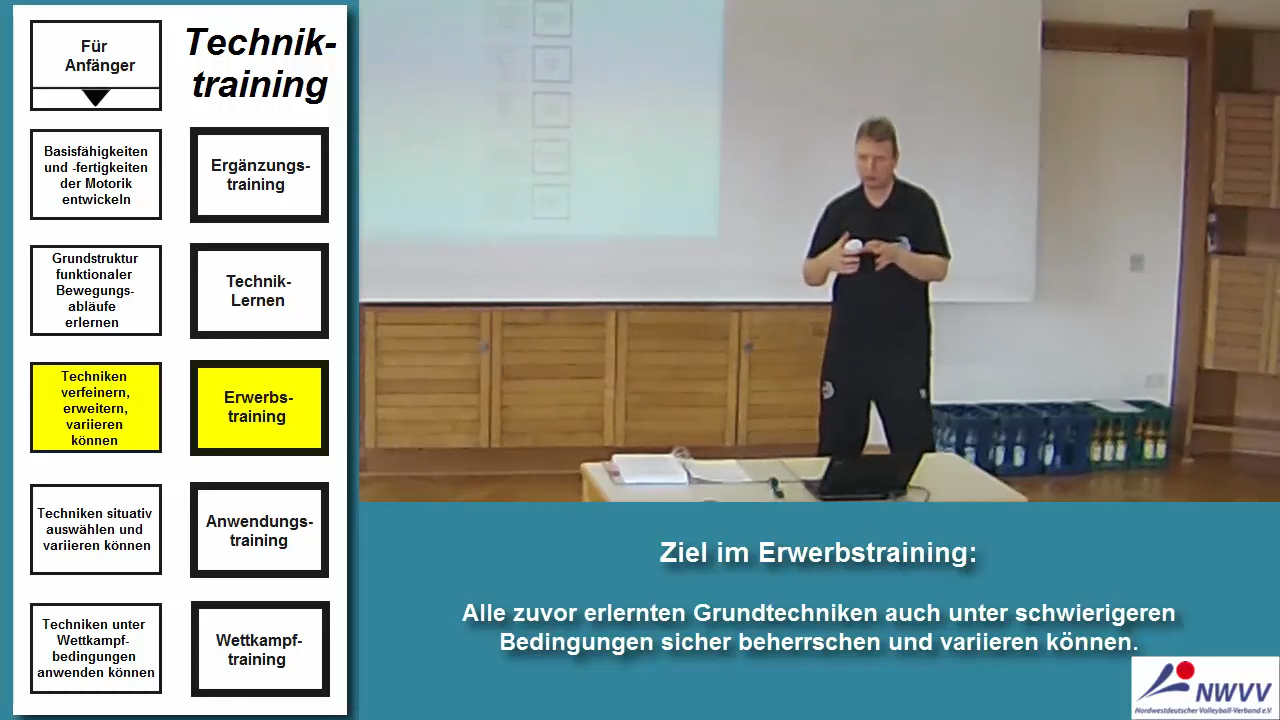 Für
Anfänger
Technik-
training
Basisfähigkeiten
und -fertigkeiten
der Motorik
entwickeln
Ergänzungs-
training
Grundstruktur
funktionaler
Bewegungs-
abläufe
erlernen
Technik-
Lernen
Techniken
verfeinern,
erweitern,
variieren
können
Erwerbs-
training
Techniken situativ
auswählen und
variieren können
Anwendungs-
training
Techniken unter
Wettkampf-
bedingungen
anwenden können
Wettkampf-
training
Ziel im Erwerbstraining:
Alle zuvor erlernten Grundtechniken auch unter schwierigeren
Bedingungen sicher beherrschen und variieren können.
NWVV
Nordwestdeutscher Volleyball-Verband e.V.